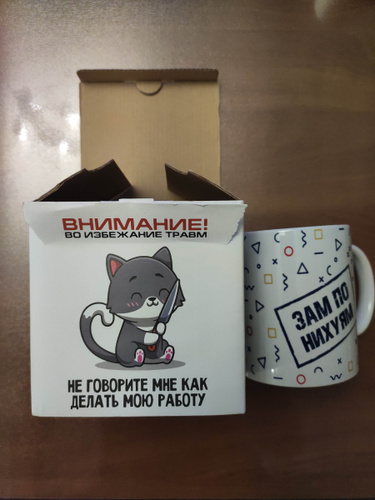 ВНИМАНИЕ!
ВО ИЗБЕЖАНИЕ ТРАВМ
НЕ ГОВОРИТЕ МНЕ КАК
ДЕЛАТЬ МОЮ РАБОТУ
ЗАМ ПО
НИХУЯМ